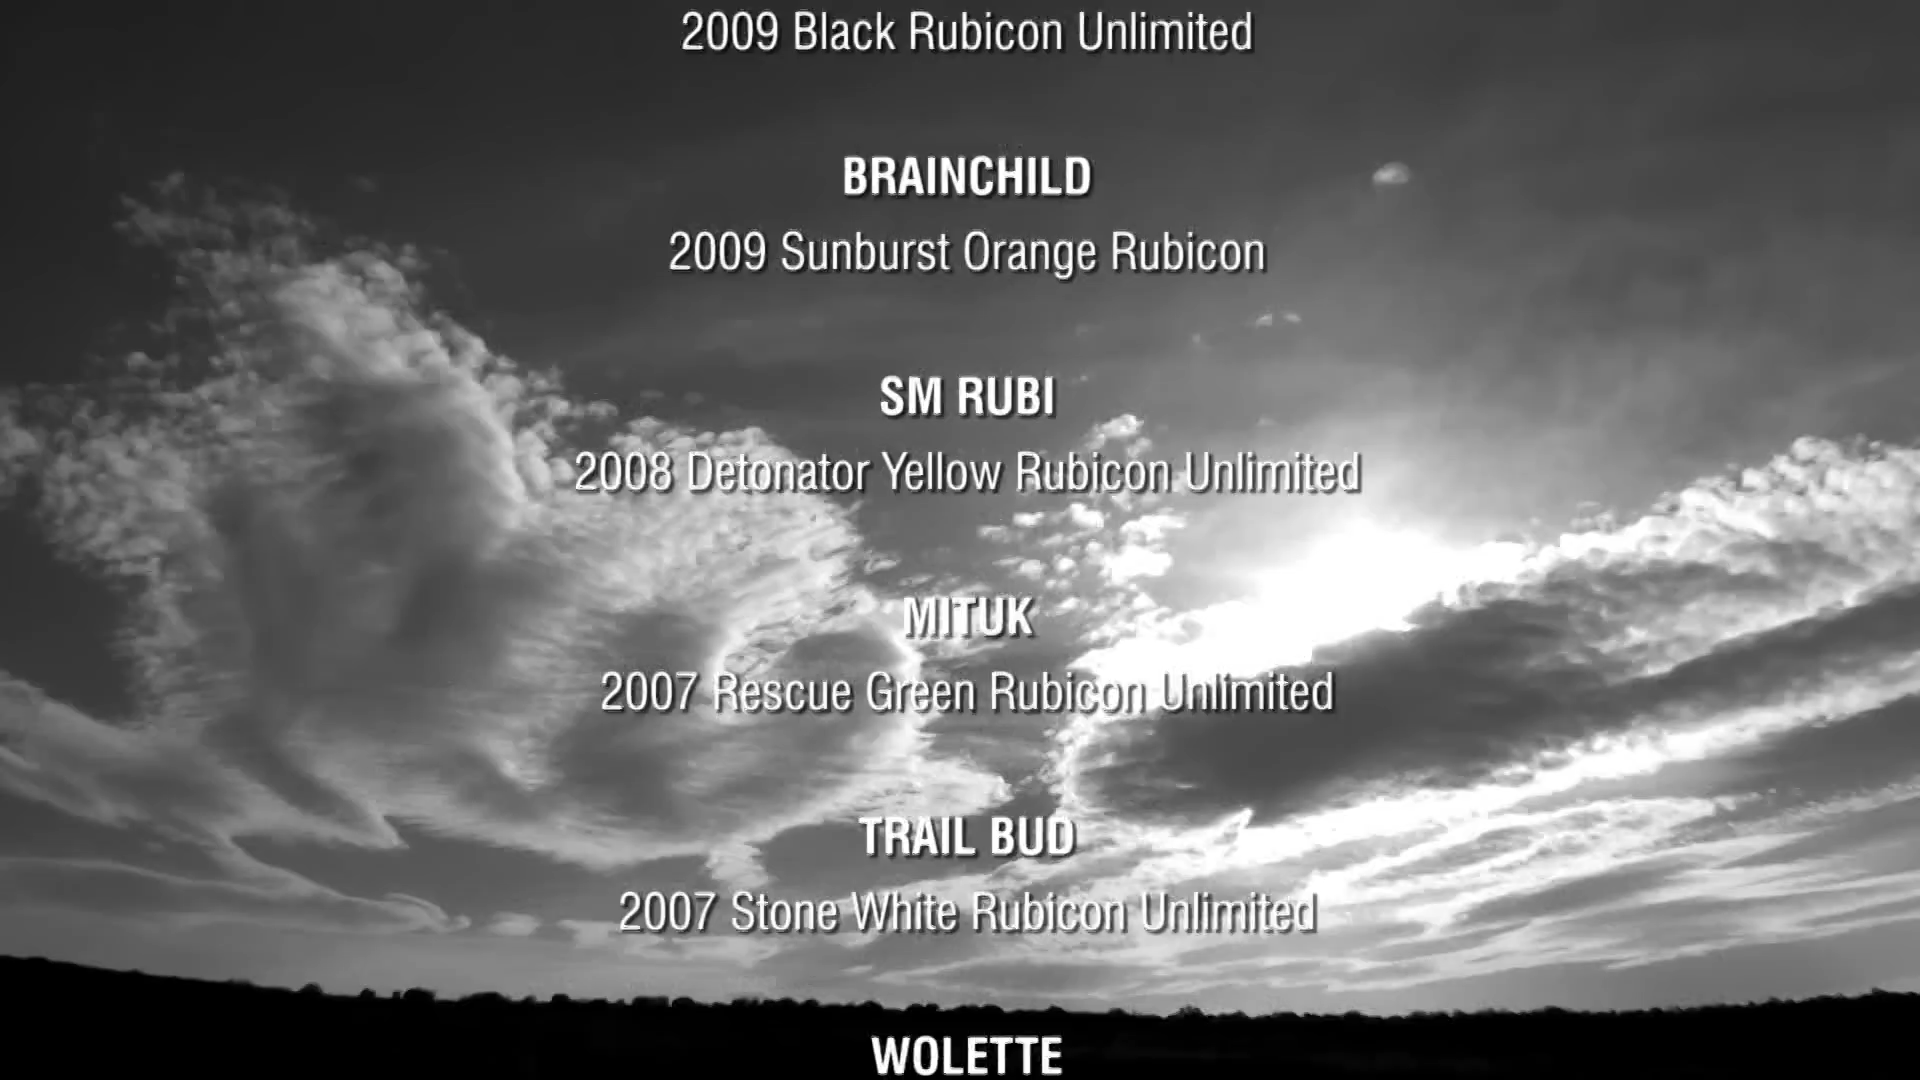 2009 Black Rubicon Unlimited
BRAINCHILD
2009 Sunburst Orange Rubicon
SM RUBI
2008 Detonator Yellow Rubicon Unlimited
MITUK
2007 Rescue Green Rubicon Unlimited
TRAIL BUD
2007 Stone White Rubicon Unlimited
WOLETTE